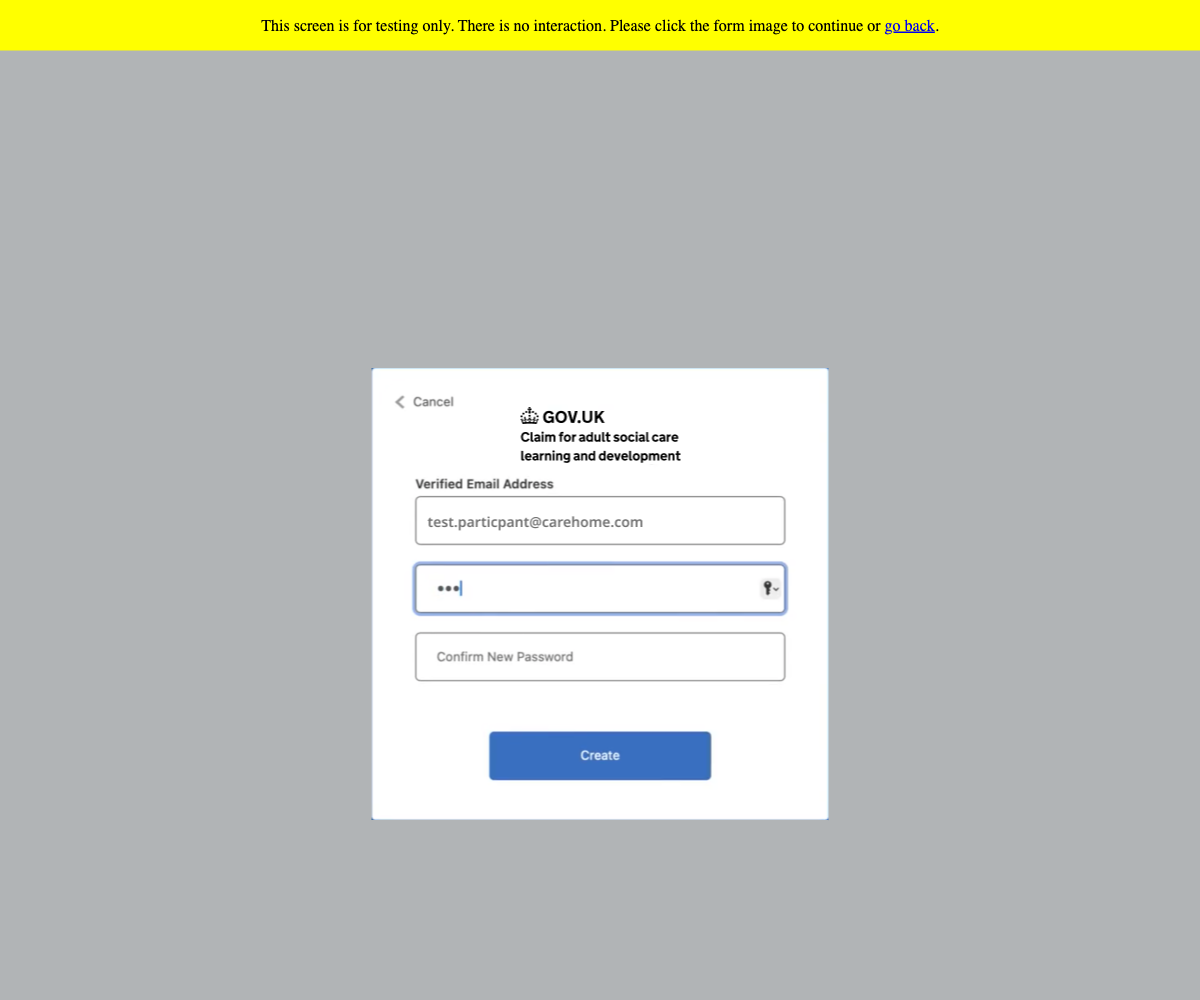 This screen is for testing only. There is no interaction. Please click the form image to continue or go back.
Cancel
GOV.UK
Claim for adult social care
learning and development
Verified Email Address
test.particpant@carehome.com
•••
Confirm New Password
Create